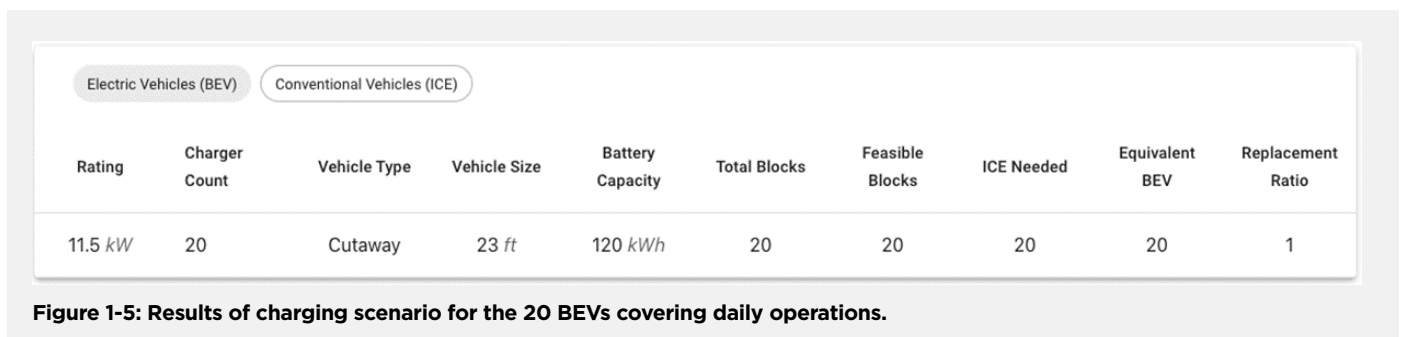 Electric Vehicles (BEV) Conventional Vehicles (ICE)
Rating Charger Count Vehicle Type Vehicle Size Battery Capacity Total Blocks Feasible Blocks ICE Needed Equivalent BEV Replacement Ratio
11.5 kW 20 Cutaway 23 ft 120 kWh 20 20 20 20 1
Figure 1-5: Results of charging scenario for the 20 BEVs covering daily operations.